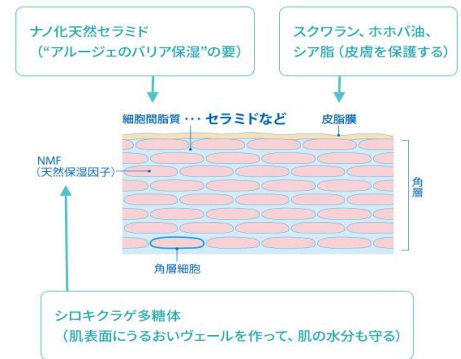 ナノ化天然セラミド
（“アルージェのバリア保湿”の要）
スクワラン、ホホバ油、
シア脂（皮膚を保護する）
細胞間脂質・・・セラミドなど
皮脂膜
NMF
（天然保湿因子）
角層
角層細胞
シロキクラゲ多糖体
（肌表面にうるおいヴェールを作って、肌の水分も守る）